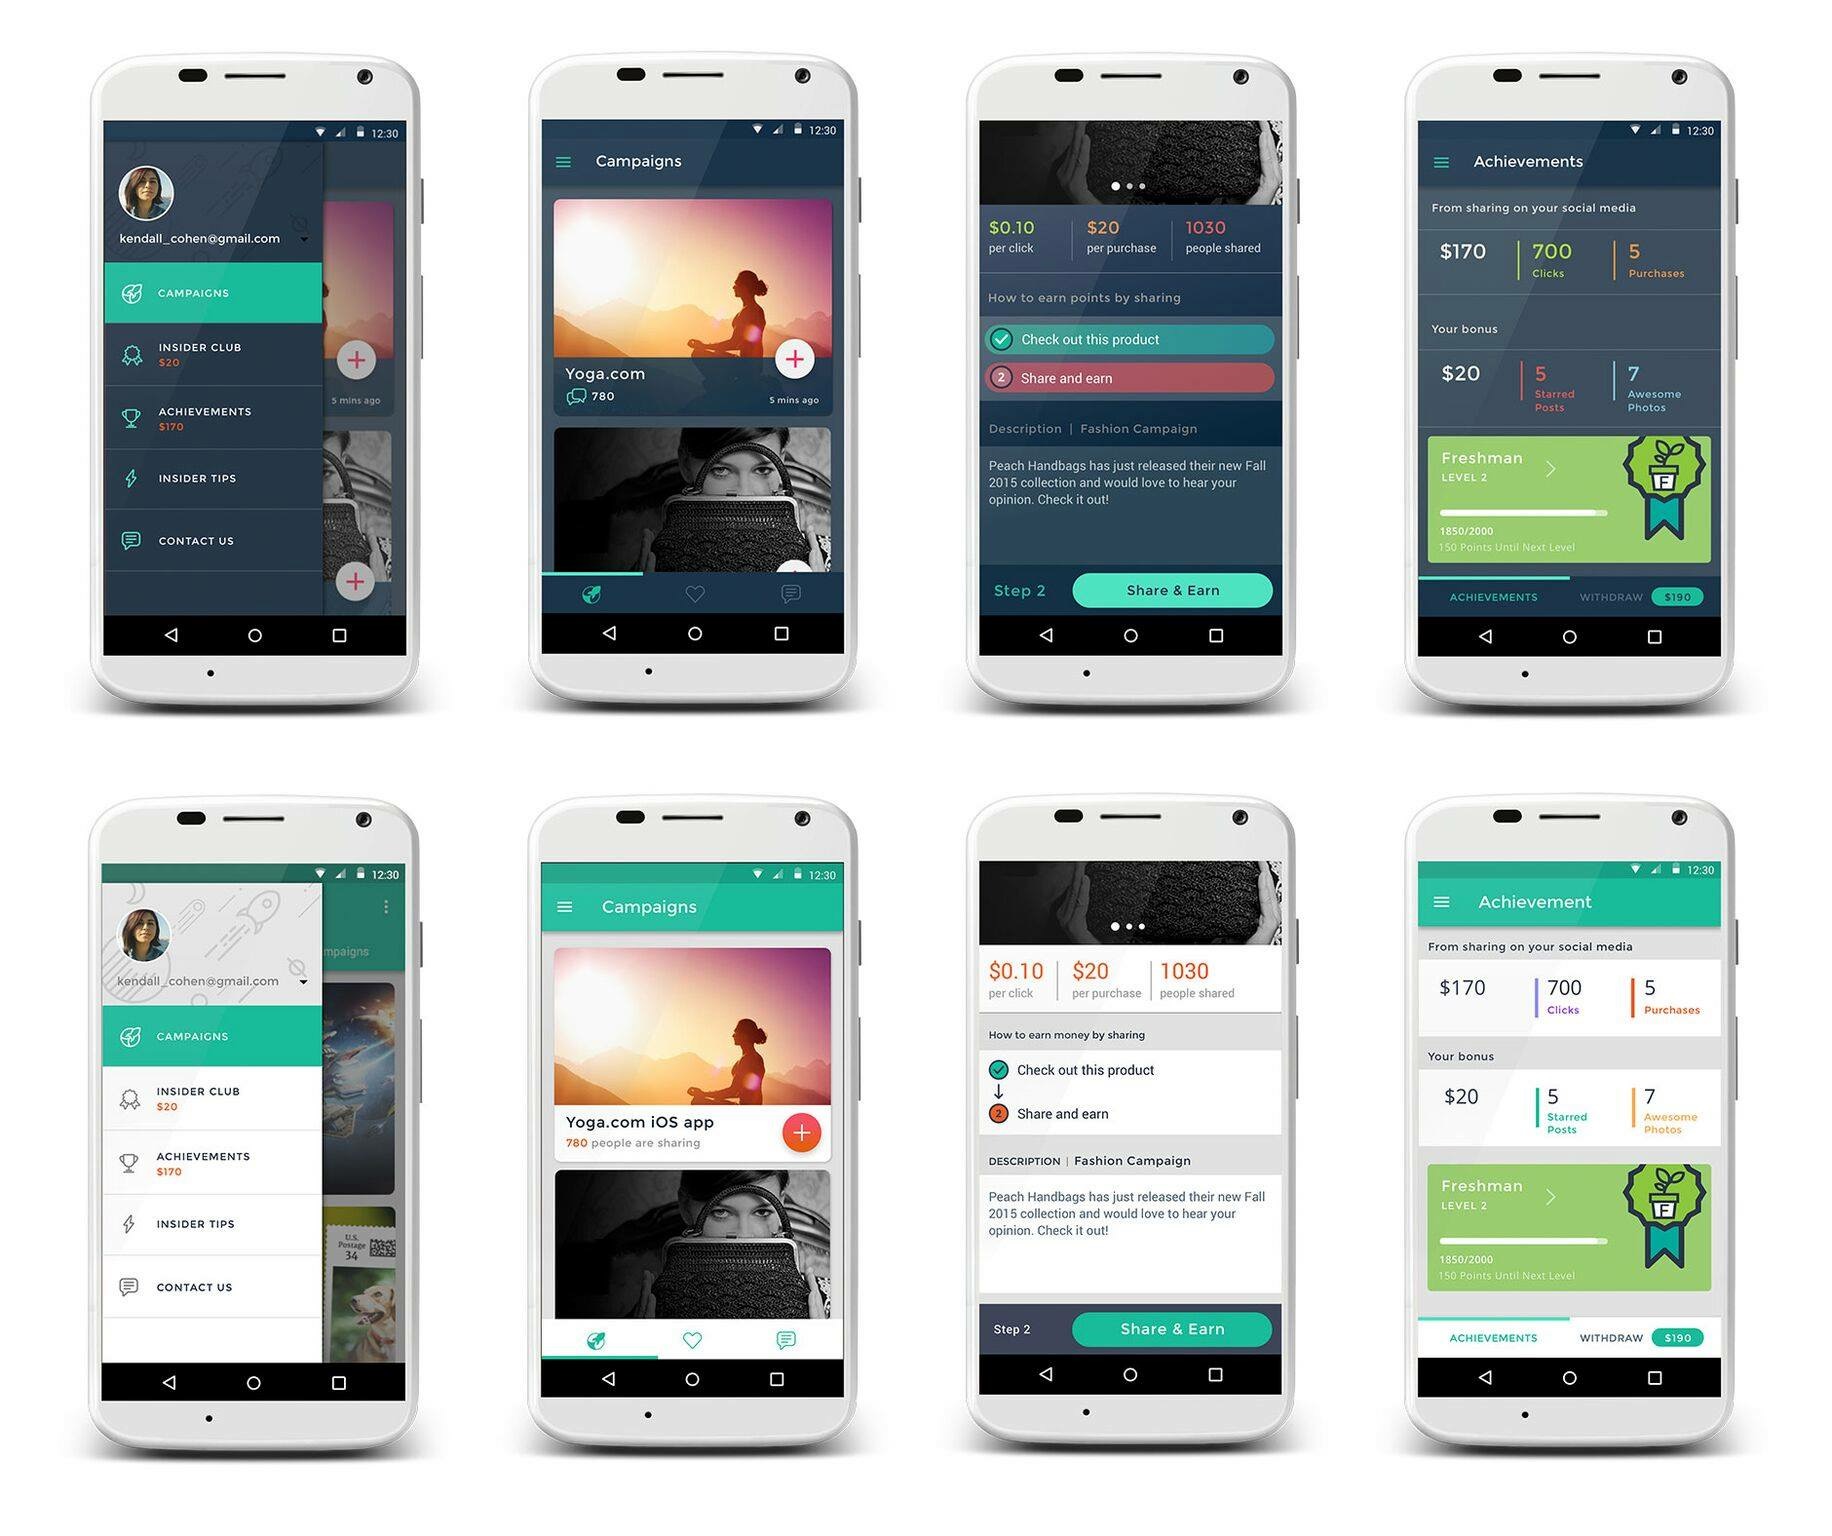 12:30
kendall_cohen@gmail.com
CAMPAIGNS
INSIDER CLUB
$20
5 mins ago
ACHIEVEMENTS
$170
INSIDER TIPS
CONTACT US
12:30
Campaigns
Yoga.com
780
5 mins ago
$0.10 $20 1030
per click per purchase people shared
How to earn points by sharing
Check out this product
2 Share and earn
Description | Fashion Campaign
Peach Handbags has just released their new Fall
2015 collection and would love to hear your
opinion. Check it out!
Step 2 Share & Earn
12:30
Achievements
From sharing on your social media
$170 700 5
Clicks Purchases
Your bonus
$20 5 7
Starred Awesome
Posts Photos
Freshman
LEVEL 2
F
1850/2000
150 Points Until Next Level
ACHIEVEMENTS WITHDRAW $190
12:30
mpaigns
kendall_cohen@gmail.com
CAMPAIGNS
INSIDER CLUB
$20
ACHIEVEMENTS
$170
INSIDER TIPS
U.S.
Postage
34
CONTACT US
12:30
Campaigns
Yoga.com iOS app
780 people are sharing
$0.10 $20 1030
per click per purchase people shared
How to earn money by sharing
Check out this product
2 Share and earn
DESCRIPTION | Fashion Campaign
Peach Handbags has just released their new Fall
2015 collection and would love to hear your
opinion. Check it out!
Step 2 Share & Earn
12:30
Achievement
From sharing on your social media
$170 700 5
Clicks Purchases
Your bonus
$20 5 7
Starred Awesome
Posts Photos
Freshman
LEVEL 2
F
1850/2000
150 Points Until Next Level
ACHIEVEMENTS WITHDRAW $190